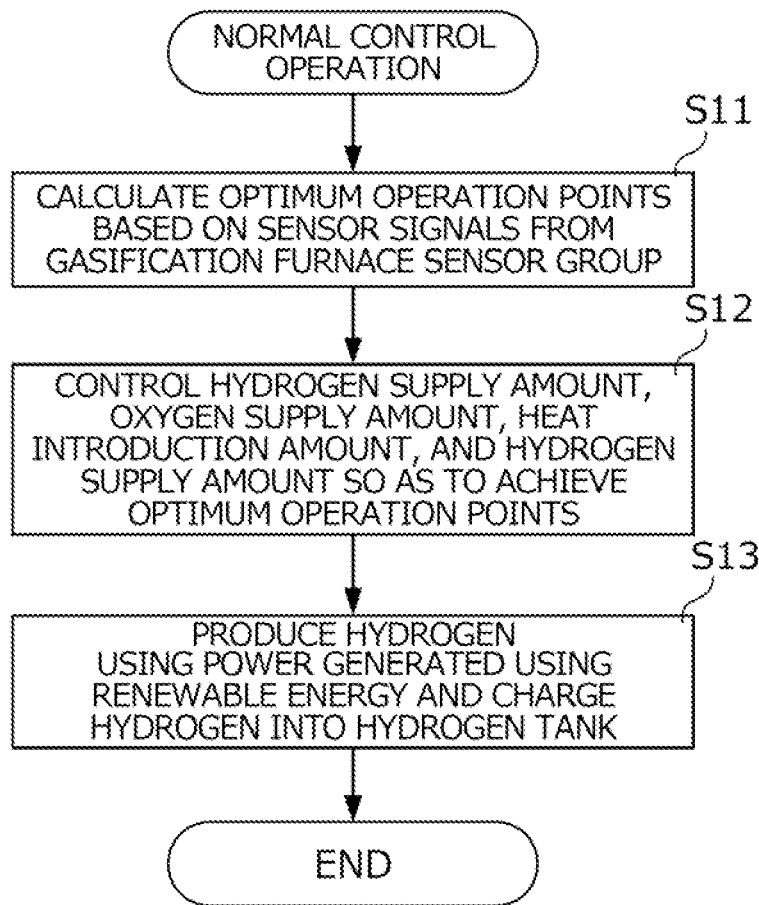 NORMAL CONTROL
OPERATION
S11
CALCULATE OPTIMUM OPERATION POINTS
BASED ON SENSOR SIGNALS FROM
GASIFICATION FURNACE SENSOR GROUP
S12
CONTROL HYDROGEN SUPPLY AMOUNT,
OXYGEN SUPPLY AMOUNT, HEAT
INTRODUCTION AMOUNT, AND HYDROGEN
SUPPLY AMOUNT SO AS TO ACHIEVE
OPTIMUM OPERATION POINTS
S13
PRODUCE HYDROGEN
USING POWER GENERATED USING
RENEWABLE ENERGY AND CHARGE
HYDROGEN INTO HYDROGEN TANK
END